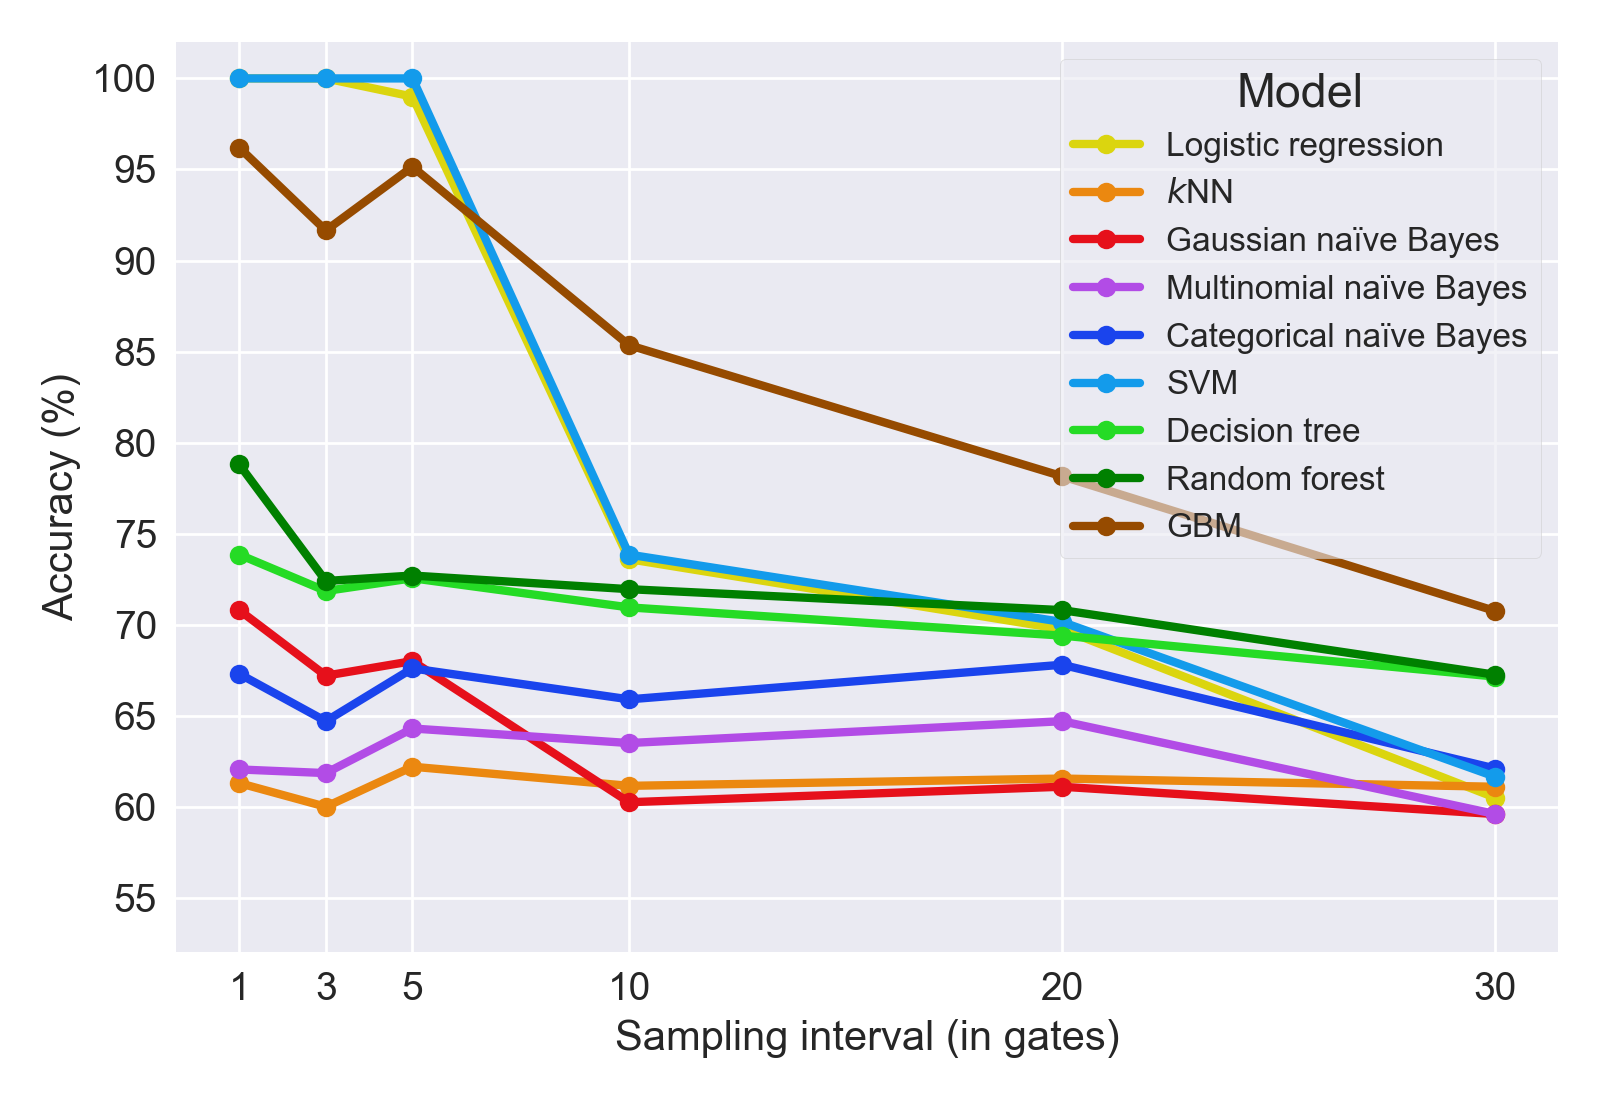 100
95
90
85
80
75
70
65
60
55
Accuracy (%)
1 3 5 10 20 30
Sampling interval (in gates)
Model
Logistic regression
kNN
Gaussian naïve Bayes
Multinomial naïve Bayes
Categorical naïve Bayes
SVM
Decision tree
Random forest
GBM